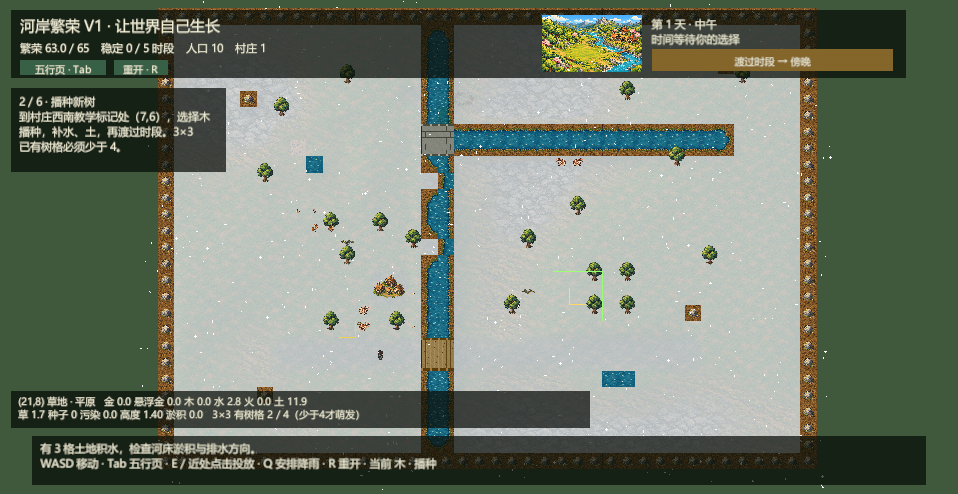 河岸繁荣 V1 · 让世界自己生长
繁荣 63.0 / 65 稳定 0 / 5 时段 人口 10 村庄 1
五行页 · Tab 重开 · R
第 1 天 · 中午
时间等待你的选择
渡过时段 → 傍晚
2 / 6 · 播种新树
到村庄西南教学标记处（7,6），选择木
播种，补水、土，再渡过时段。3×3
已有树格必须少于 4。
(21,8) 草地 · 平原 金 0.0 悬浮金 0.0 木 0.0 水 2.8 火 0.0 土 11.9
草 1.7 种子 0 污染 0.0 高度 1.40 淤积 0.0 3×3 有树格 2 / 4（少于4才萌发）
有 3 格土地积水，检查河床淤积与排水方向。
WASD 移动 · Tab 五行页 · E / 近处点击投放 · Q 安排降雨 · R 重开 · 当前 木 · 播种